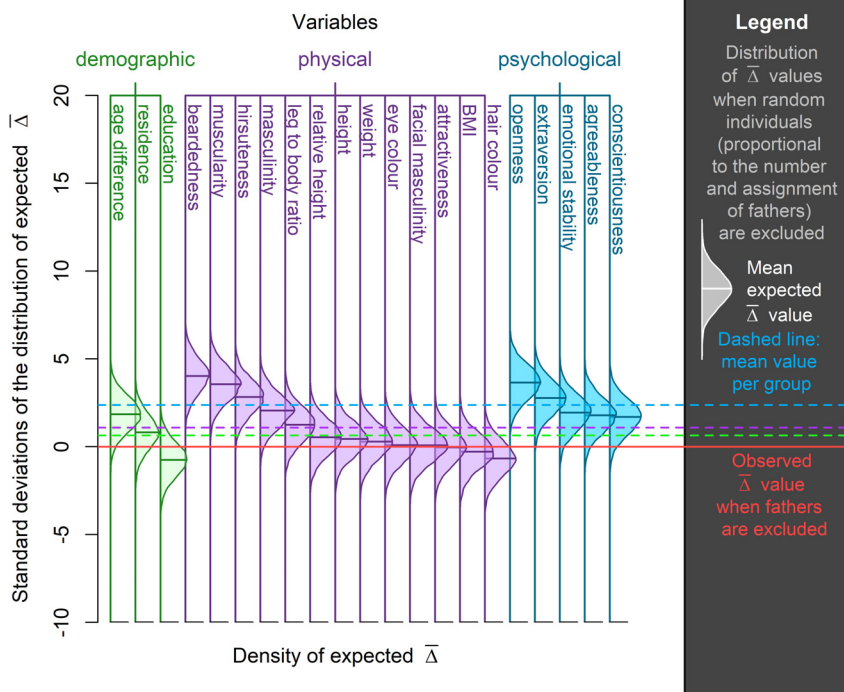 Variables
demographic
physical
psychological
age difference
residence
education
beardedness
muscularity
hirsuteness
masculinity
leg to body ratio
relative height
height
weight
eye colour
facial masculinity
attractiveness
BMI
hair colour
openness
extraversion
emotional stability
agreeableness
conscientiousness
Standard deviations of the distribution of expected Δ̅
20
15
10
5
0
-5
-10
Density of expected Δ̅
Legend
Distribution
of Δ̅ values
when random
individuals
(proportional
to the number
and assignment
of fathers)
are excluded
Mean
expected
Δ̅ value
Dashed line:
mean value
per group
Observed
Δ̅ value
when fathers
are excluded